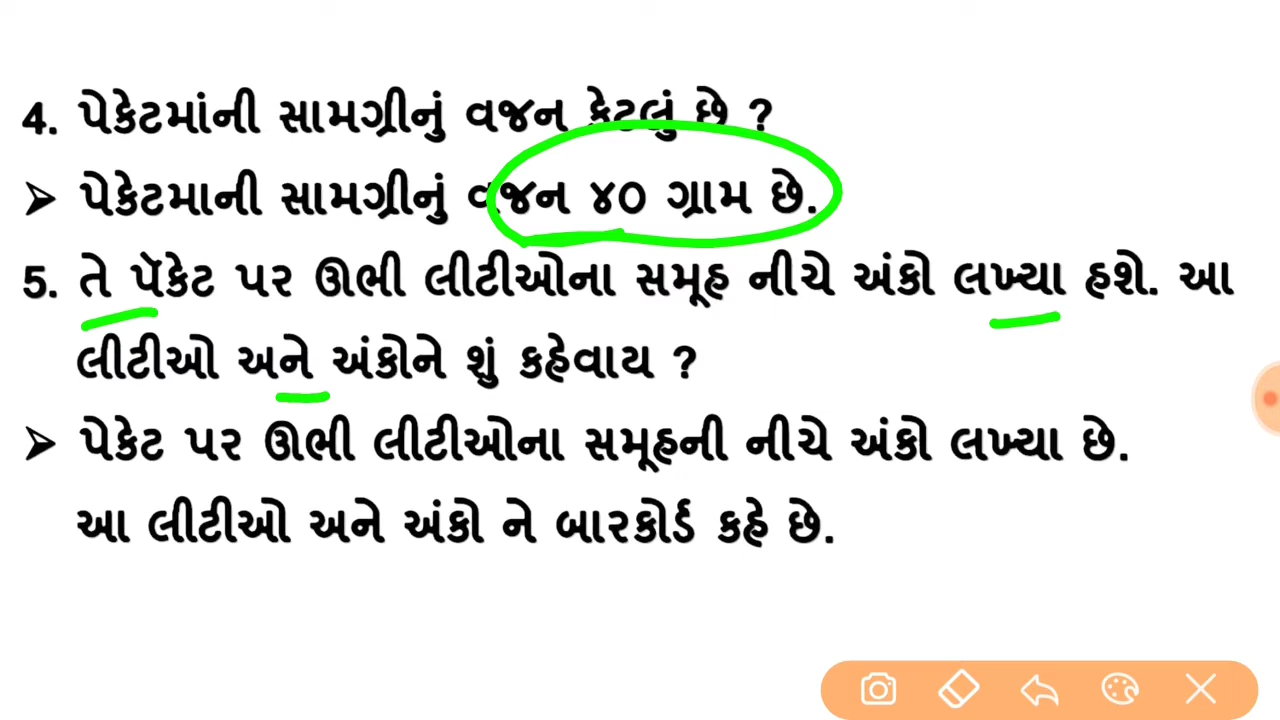 4. પેકેટમાંની સામગ્રીનું વજન કેટલું છે ?
➢ પેકેટમાની સામગ્રીનું વજન ૪૦ ગ્રામ છે.
5. તે પૅકેટ પર ઊભી લીટીઓના સમૂહ નીચે અંકો લખ્યા હશે. આ
લીટીઓ અને અંકોને શું કહેવાય ?
➢ પેકેટ પર ઊભી લીટીઓના સમૂહની નીચે અંકો લખ્યા છે.
આ લીટીઓ અને અંકો ને બારકોર્ડ કહે છે.